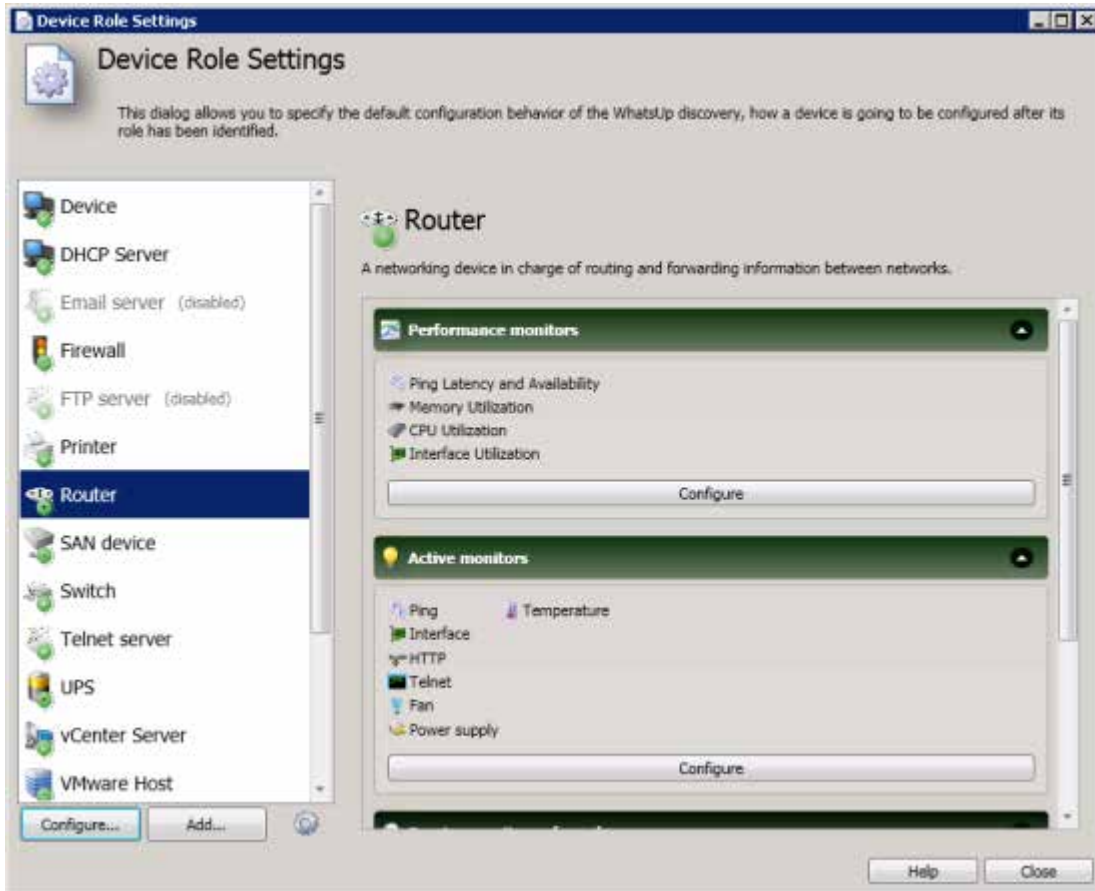 Device Role Settings
Device Role Settings
This dialog allows you to specify the default configuration behavior of the WhatsUp discovery, how a device is going to be configured after its
role has been identified.
Device
DHCP Server
Email server (disabled)
Firewall
FTP server (disabled)
Printer
Router
SAN device
Switch
Telnet server
UPS
vCenter Server
VMware Host
Configure...
Add...
Router
A networking device in charge of routing and forwarding information between networks.
Performance monitors
Ping Latency and Availability
Memory Utilization
CPU Utilization
Interface Utilization
Configure
Active monitors
Ping
Temperature
Interface
HTTP
Telnet
Fan
Power supply
Configure
Help
Close